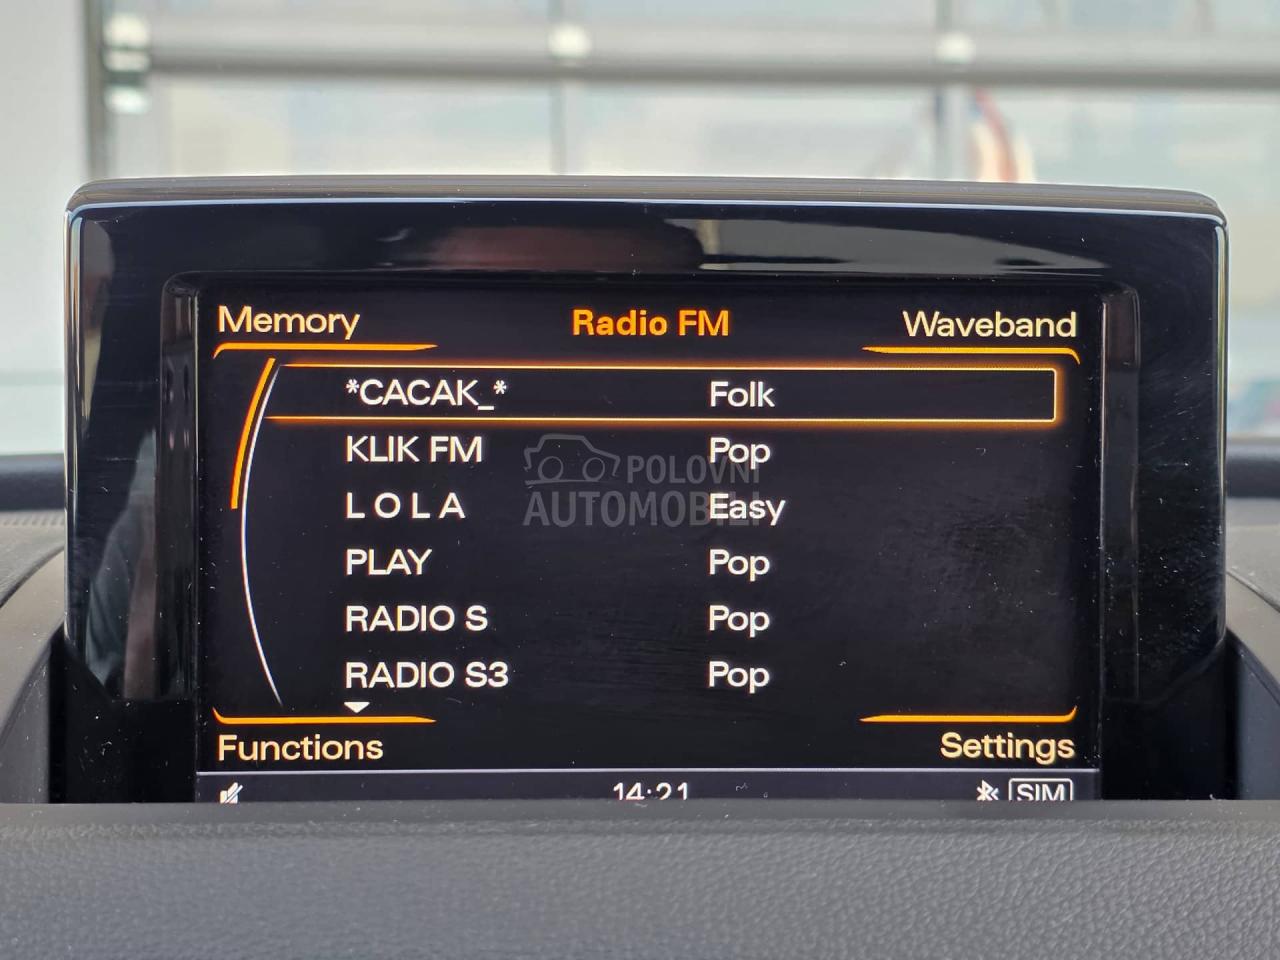 Memory Radio FM Waveband
*CACAK_* Folk
KLIK FM Pop
L O L A Easy
PLAY Pop
RADIO S Pop
RADIO S3 Pop
Functions Settings
14:21 SIM
POLOVNI
AUTOMOBILI